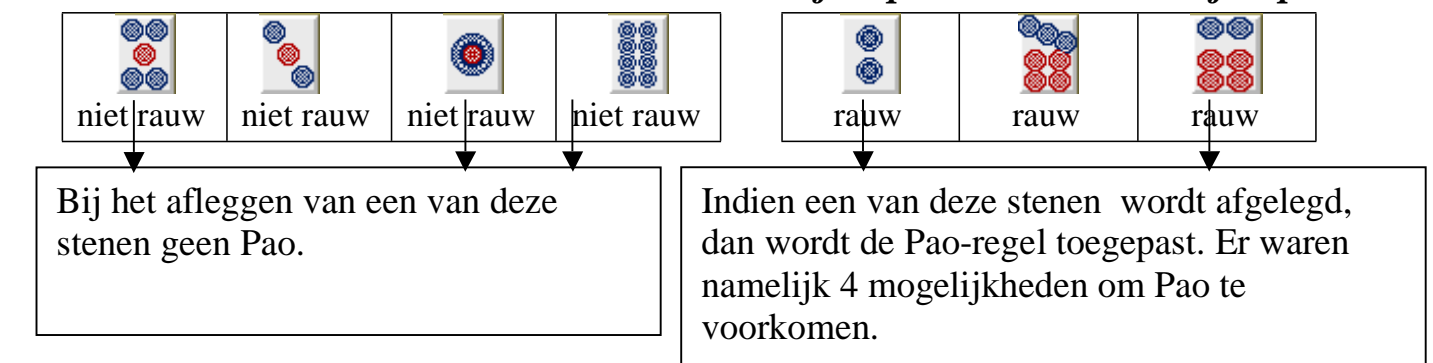 niet rauw niet rauw niet rauw niet rauw rauw rauw rauw
Bij het afleggen van een van deze
stenen geen Pao.
Indien een van deze stenen wordt afgelegd,
dan wordt de Pao-regel toegepast. Er waren
namelijk 4 mogelijkheden om Pao te
voorkomen.